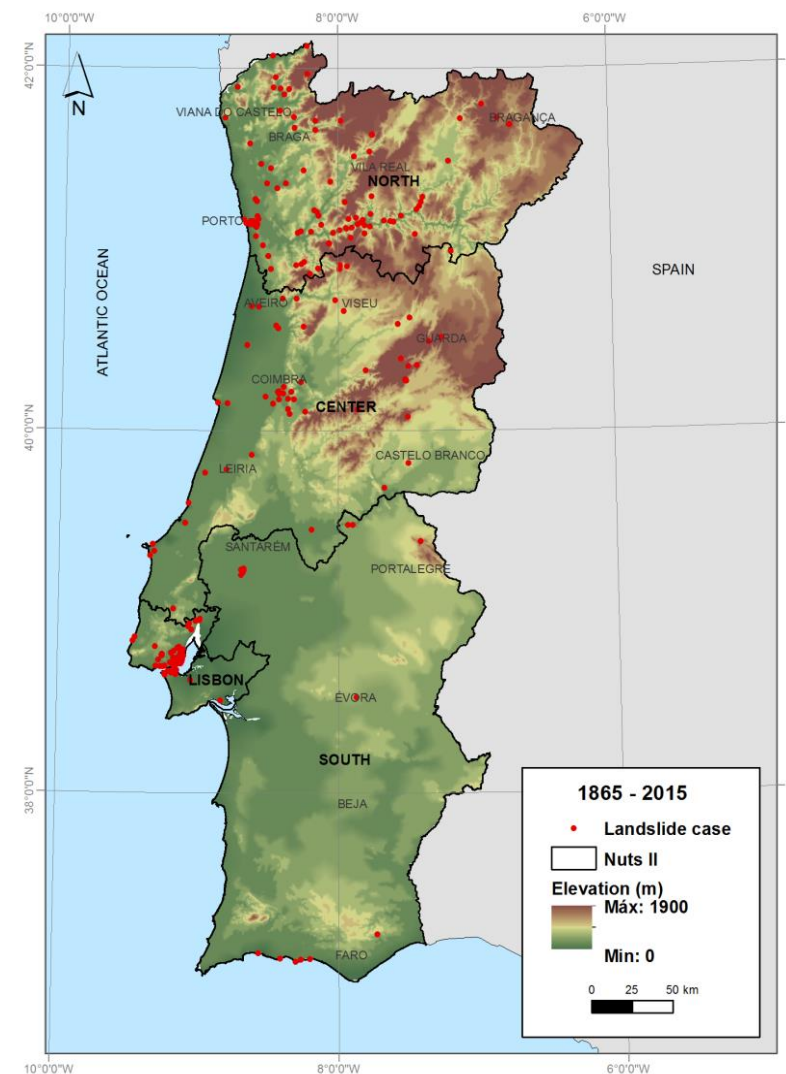 10°0'0"W
8°0'0"W
6°0'0"W
42°0'0"N
N
VIANA DO CASTELO
BRAGANÇA
BRAGA
VILA REAL
NORTH
PORTO
ATLANTIC OCEAN
SPAIN
AVEIRO
VISEU
GUARDA
COIMBRA
CENTER
40°0'0"N
CASTELO BRANCO
LEIRIA
SANTARÉM
PORTALEGRE
LISBON
ÉVORA
SOUTH
BEJA
38°0'0"N
FARO
1865 - 2015
Landslide case
Nuts II
Elevation (m)
Máx: 1900
Min: 0
0 25 50 km
10°0'0"W
8°0'0"W
6°0'0"W